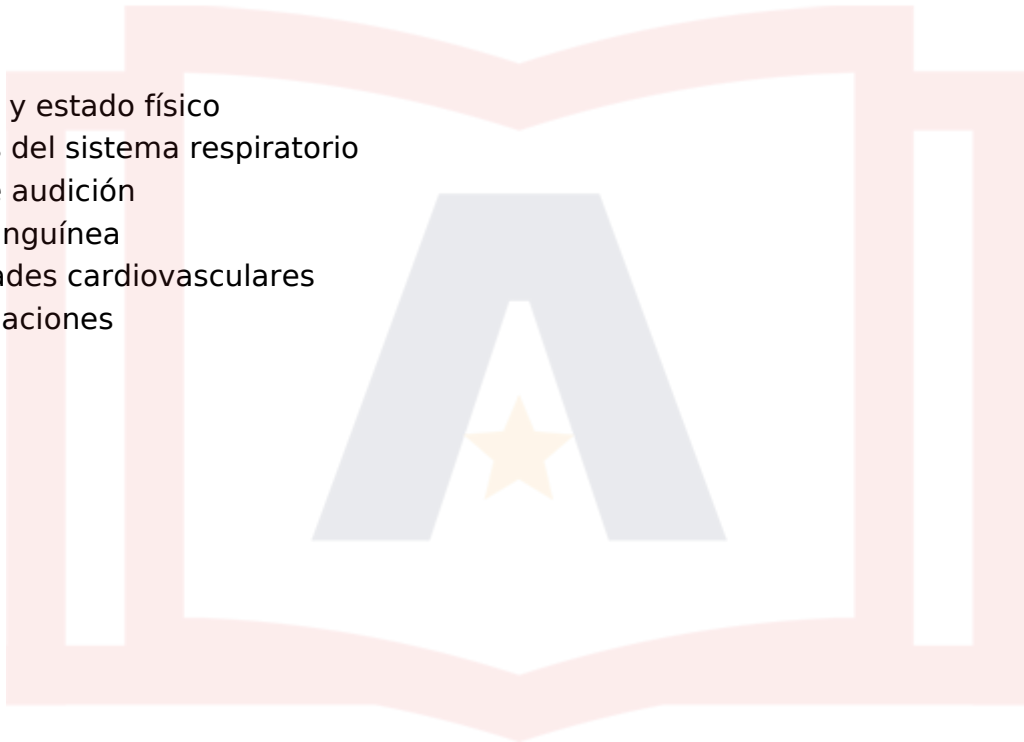 y estado físico
del sistema respiratorio
audición
nguínea
ades cardiovasculares
aciones